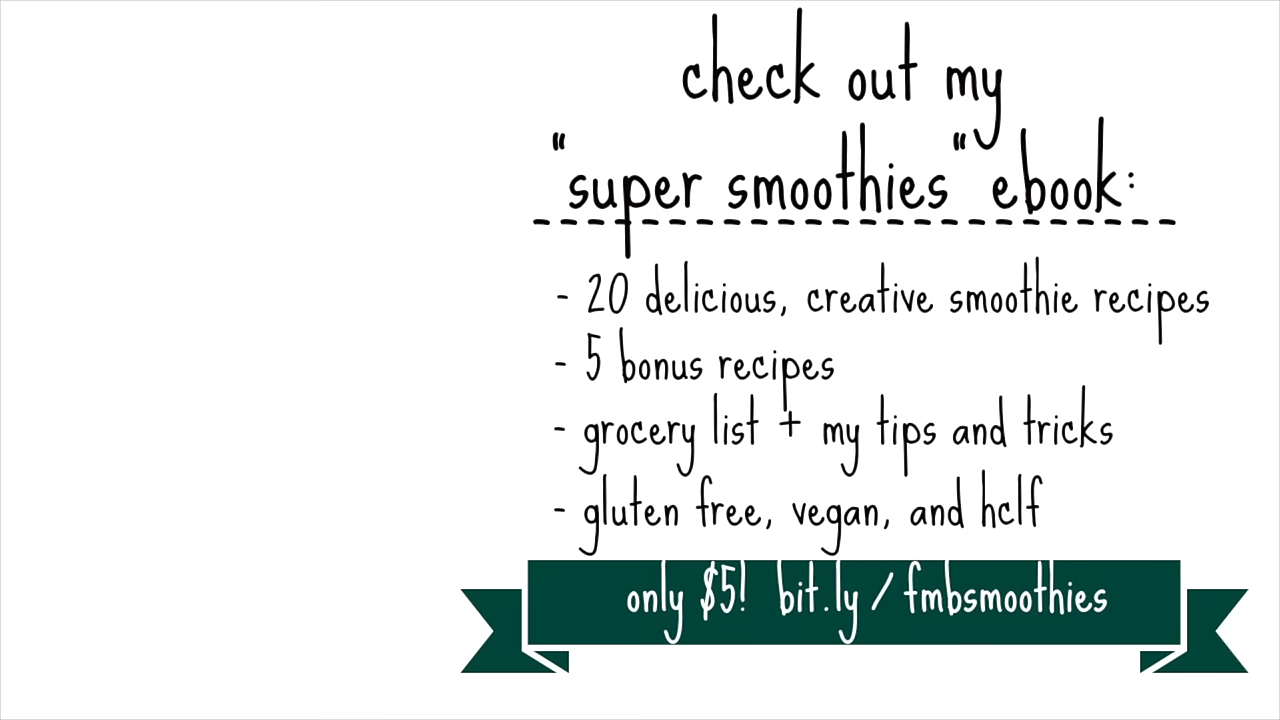 check out my
"super smoothies" ebook:
- 20 delicious, creative smoothie recipes
- 5 bonus recipes
- grocery list + my tips and tricks
- gluten free, vegan, and hclf
only $5! bit.ly/fmbsmoothies